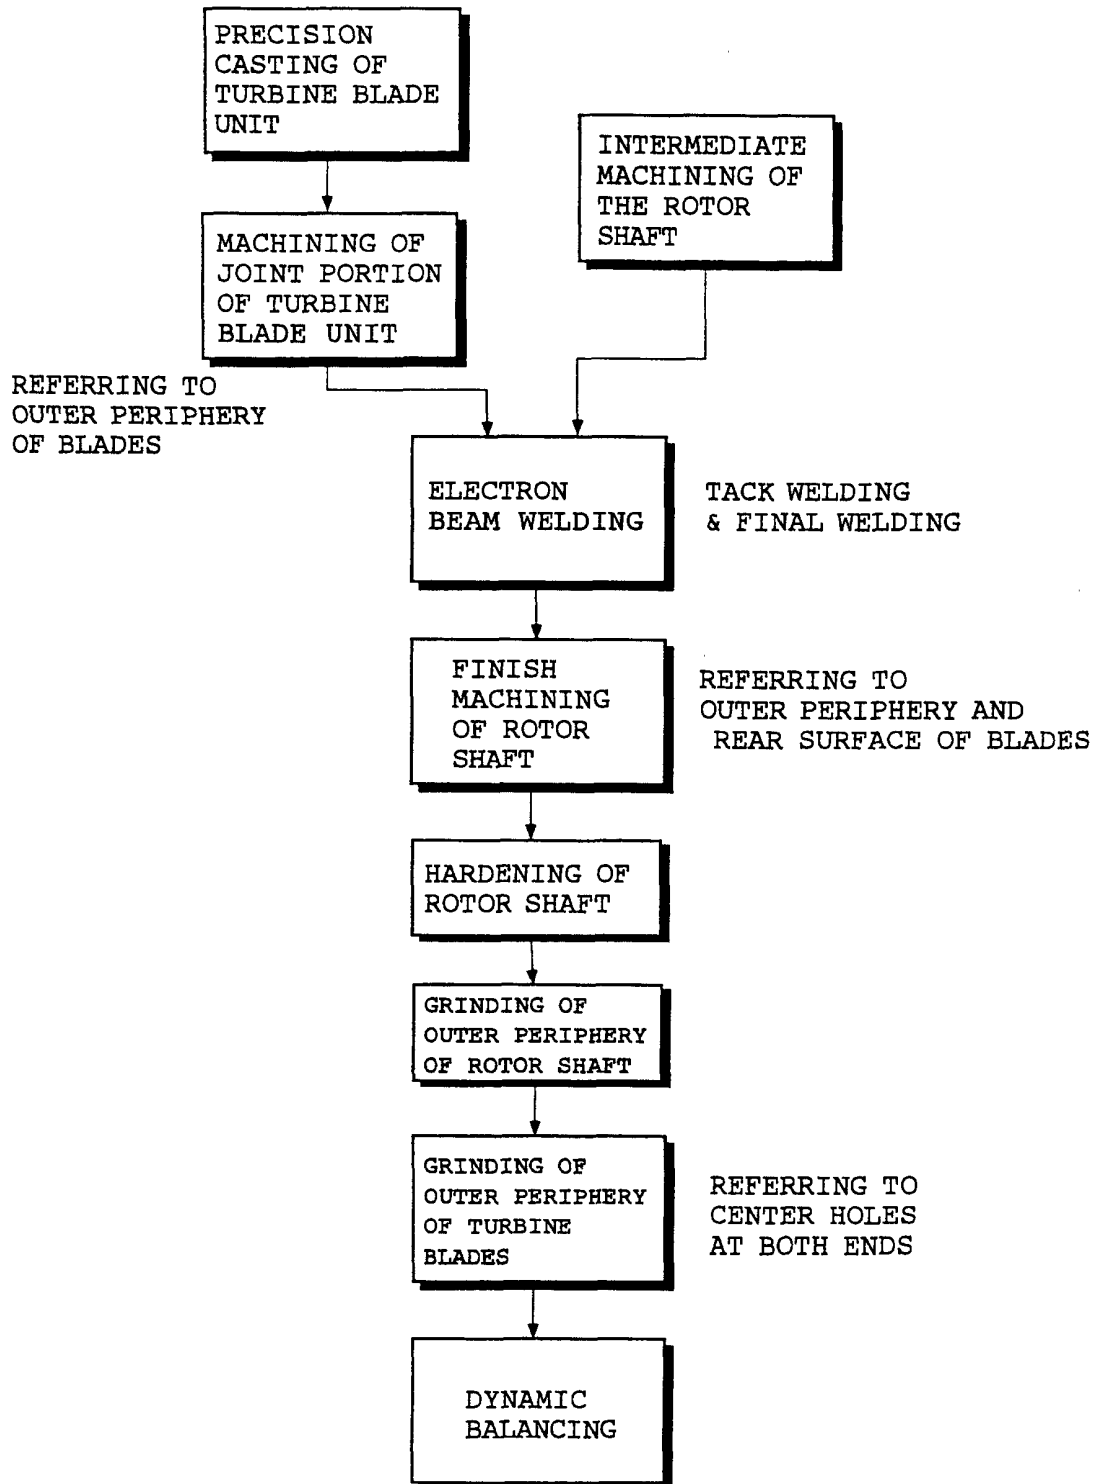 PRECISION
CASTING OF
TURBINE BLADE
UNIT
INTERMEDIATE
MACHINING OF
THE ROTOR
SHAFT
MACHINING OF
JOINT PORTION
OF TURBINE
BLADE UNIT
REFERRING TO
OUTER PERIPHERY
OF BLADES
ELECTRON
BEAM WELDING
TACK WELDING
& FINAL WELDING
FINISH
MACHINING
OF ROTOR
SHAFT
REFERRING TO
OUTER PERIPHERY AND
REAR SURFACE OF BLADES
HARDENING OF
ROTOR SHAFT
GRINDING OF
OUTER PERIPHERY
OF ROTOR SHAFT
GRINDING OF
OUTER PERIPHERY
OF TURBINE
BLADES
REFERRING TO
CENTER HOLES
AT BOTH ENDS
DYNAMIC
BALANCING